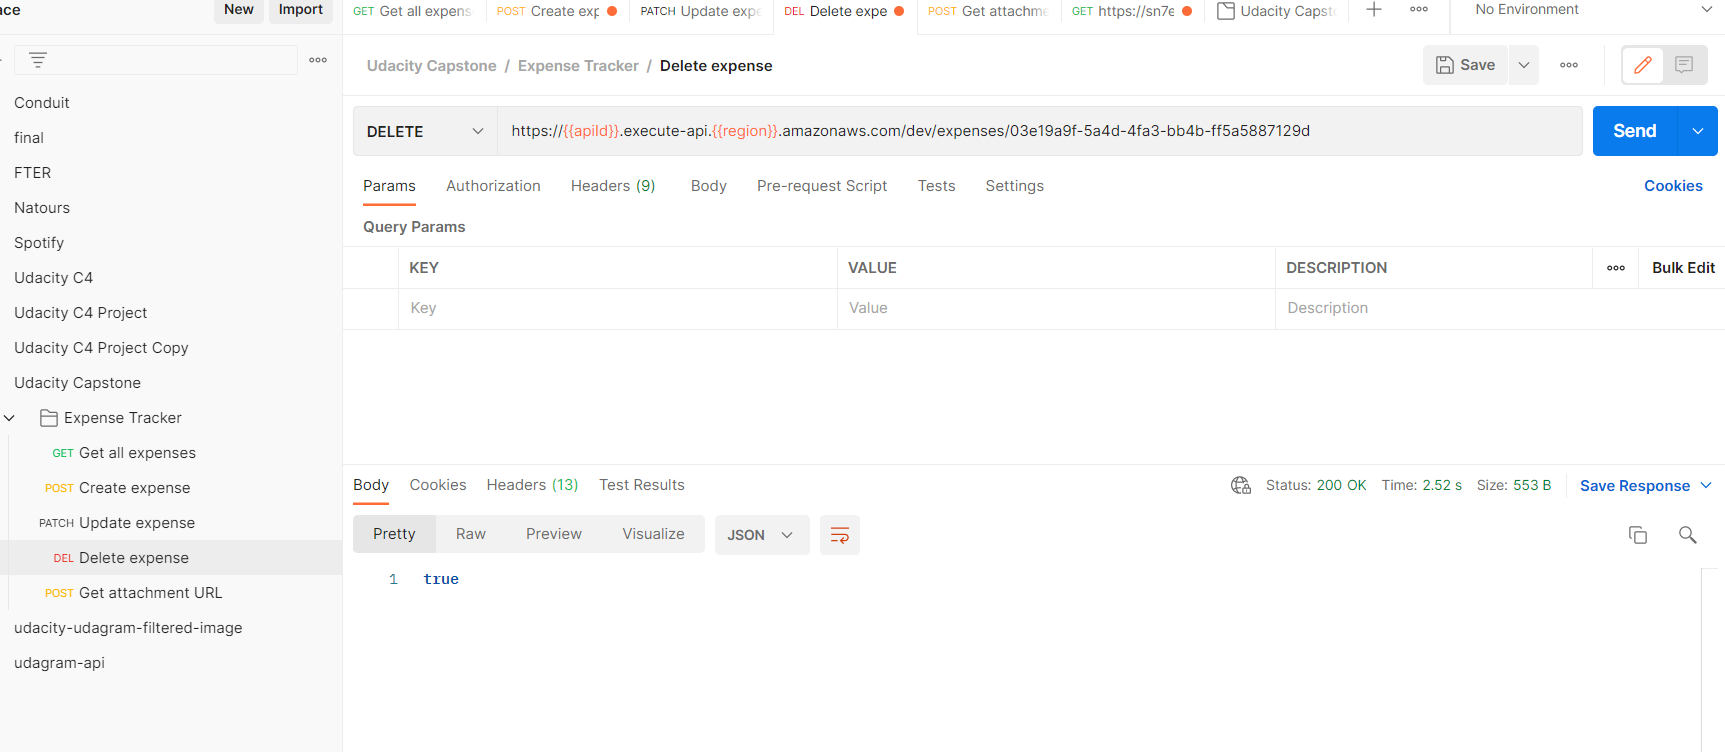 ace
New Import
Conduit
final
FTER
Natours
Spotify
Udacity C4
Udacity C4 Project
Udacity C4 Project Copy
Udacity Capstone
Expense Tracker
GET Get all expenses
POST Create expense
PATCH Update expense
DEL Delete expense
POST Get attachment URL
udacity-udagram-filtered-image
udagram-api
GET Get all expens POST Create exp PATCH Update expe DEL Delete expe POST Get attachme GET https://sn7e Udacity Capst No Environment
Udacity Capstone / Expense Tracker / Delete expense
Save
DELETE https://{{apiId}}.execute-api.{{region}}.amazonaws.com/dev/expenses/03e19a9f-5a4d-4fa3-bb4b-ff5a5887129d Send
Params Authorization Headers (9) Body Pre-request Script Tests Settings Cookies
Query Params
KEY VALUE DESCRIPTION Bulk Edit
Key Value Description
Body Cookies Headers (13) Test Results Status: 200 OK Time: 2.52 s Size: 553 B Save Response
Pretty Raw Preview Visualize JSON
1 true